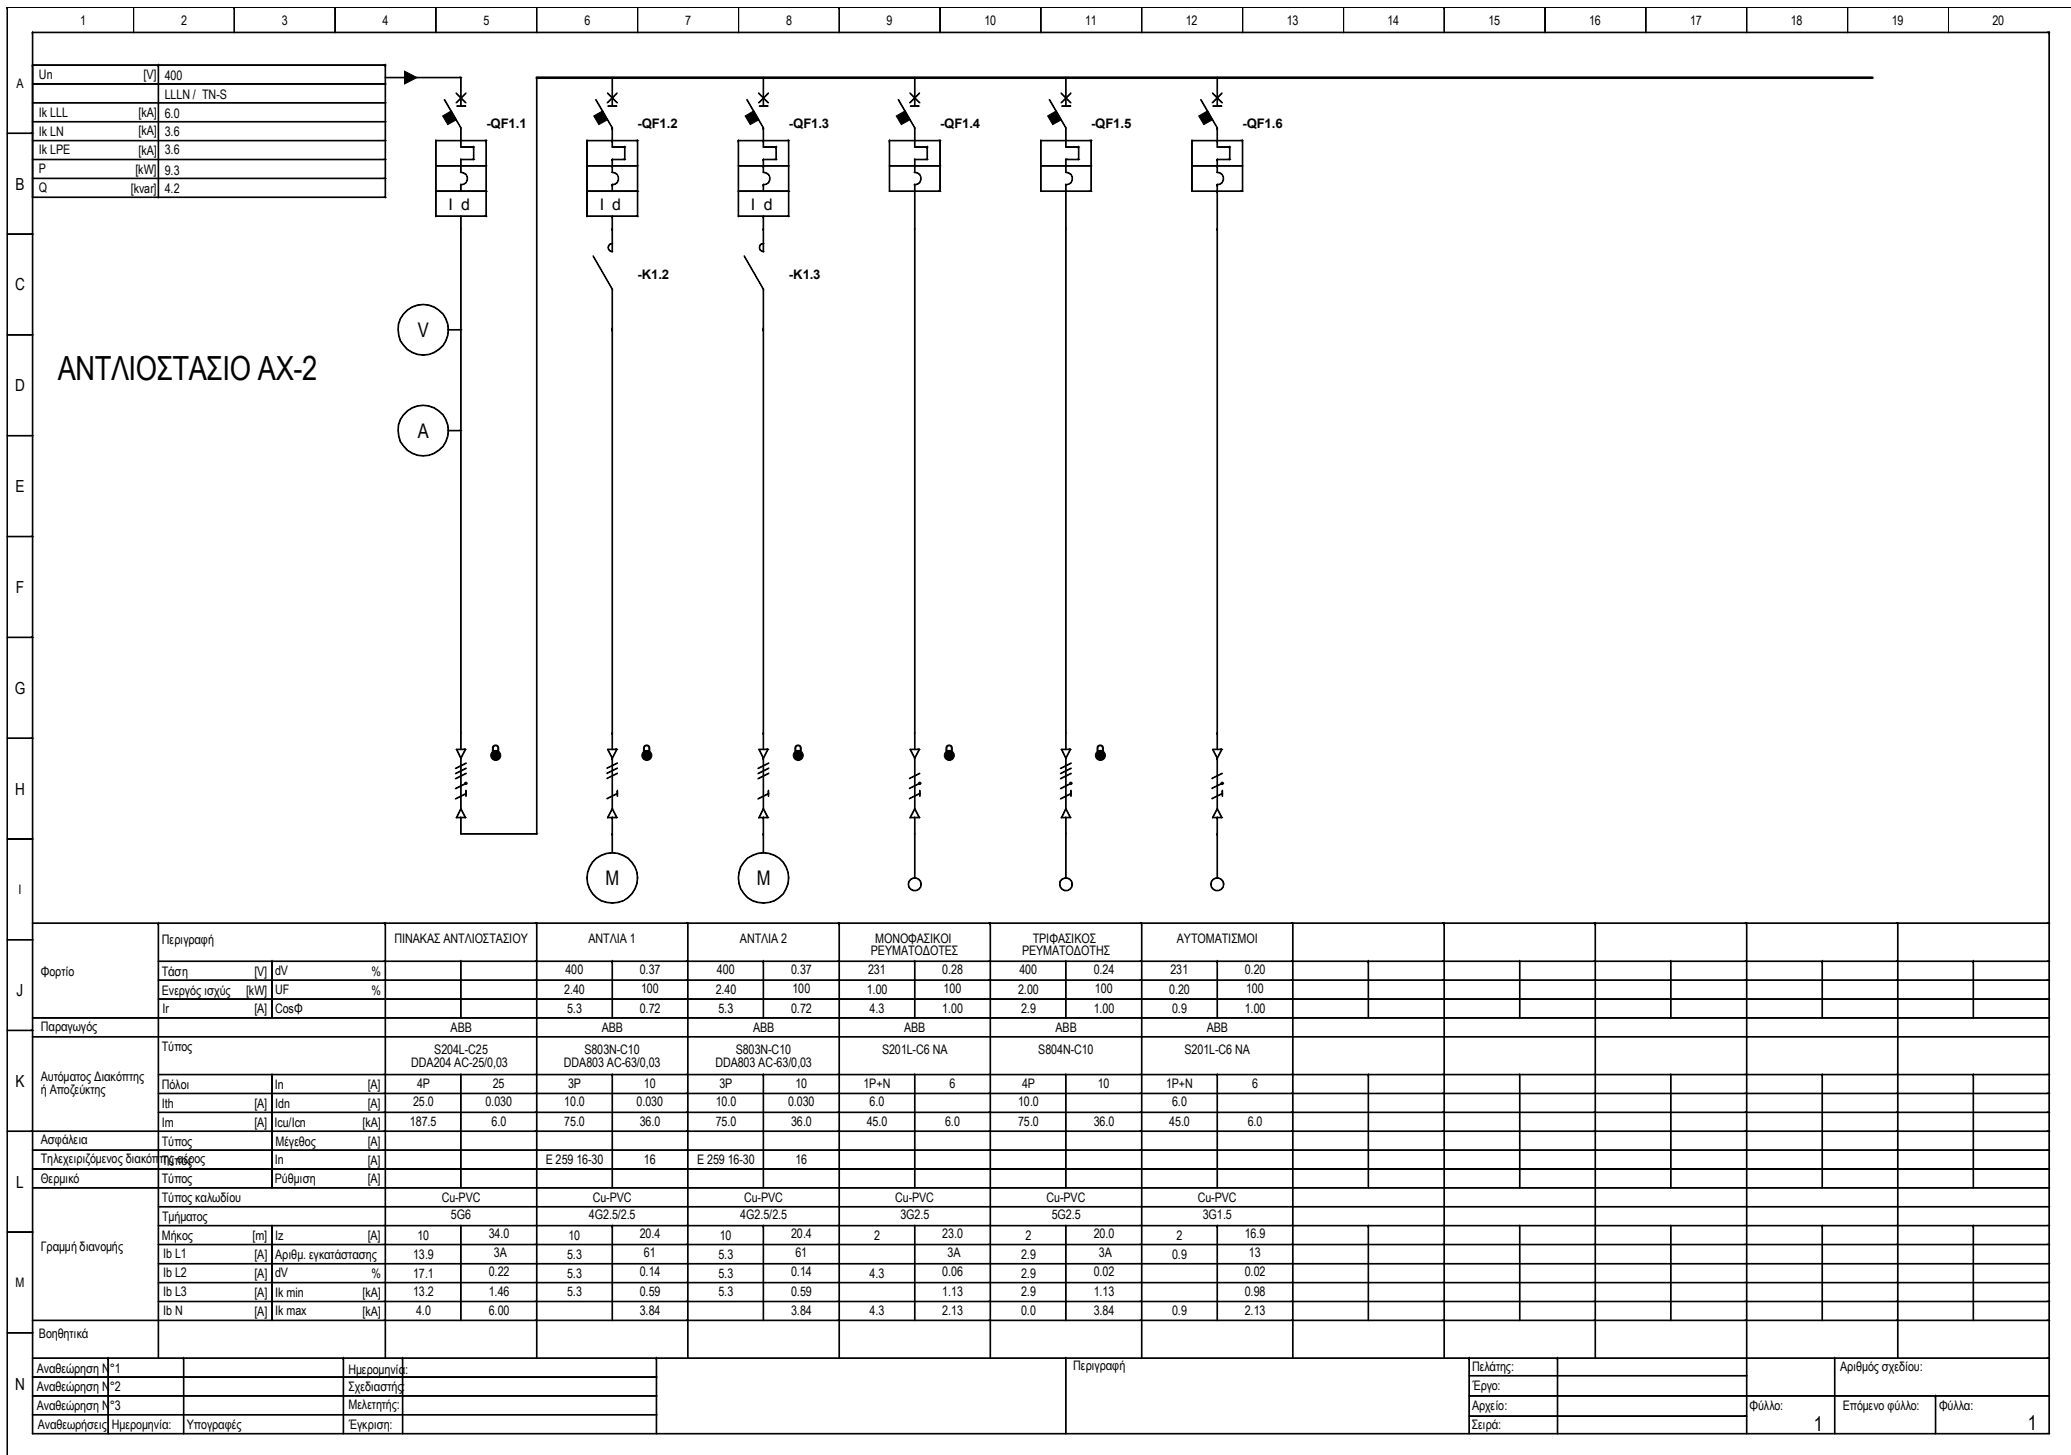 1 2 3 4 5 6 7 8 9 10 11 12 13 14 15 16 17 18 19 20
A
Un [V] 400
LLLN / TN-S
Ik LLL [kA] 6.0
Ik LN [kA] 3.6
Ik LPE [kA] 3.6
P [kW] 9.3
Q [kvar] 4.2
-QF1.1 -QF1.2 -QF1.3 -QF1.4 -QF1.5 -QF1.6
B
I d I d I d
C
-K1.2 -K1.3
V
D
ΑΝΤΛΙΟΣΤΑΣΙΟ ΑΧ-2
A
E
F
G
H
I
M M
J
Φορτίο
Περιγραφή ΠΙΝΑΚΑΣ ΑΝΤΛΙΟΣΤΑΣΙΟΥ ΑΝΤΛΙΑ 1 ΑΝΤΛΙΑ 2 ΜΟΝΟΦΑΣΙΚΟΙ ΡΕΥΜΑΤΟΔΟΤΕΣ ΤΡΙΦΑΣΙΚΟΣ ΡΕΥΜΑΤΟΔΟΤΗΣ ΑΥΤΟΜΑΤΙΣΜΟΙ
Τάση [V] dV % 400 0.37 400 0.37 231 0.28 400 0.24 231 0.20
Ενεργός ισχύς [kW] UF % 2.40 100 2.40 100 1.00 100 2.00 100 0.20 100
Ir [A] CosΦ 5.3 0.72 5.3 0.72 4.3 1.00 2.9 1.00 0.9 1.00
Παραγωγός ABB ABB ABB ABB ABB ABB
K
Αυτόματος Διακόπτης
ή Αποζεύκτης
Τύπος S204L-C25 S803N-C10 S803N-C10 S201L-C6 NA S804N-C10 S201L-C6 NA
DDA204 AC-25/0,03 DDA803 AC-63/0,03 DDA803 AC-63/0,03
Πόλοι In [A] 4P 25 3P 10 3P 10 1P+N 6 4P 10 1P+N 6
Ith [A] Idn [A] 25.0 0.030 10.0 0.030 10.0 0.030 6.0 10.0 6.0
Im [A] Icu/Icn [kA] 187.5 6.0 75.0 36.0 75.0 36.0 45.0 6.0 75.0 36.0 45.0 6.0
Ασφάλεια Τύπος Μέγεθος [A]
Τηλεχειριζόμενος διακόπτης αέρος Τύπος In [A] E 259 16-30 16 E 259 16-30 16
L
Θερμικό Τύπος Ρύθμιση [A]
Γραμμή διανομής
Τύπος καλωδίου Cu-PVC Cu-PVC Cu-PVC Cu-PVC Cu-PVC Cu-PVC
Τμήματος 5G6 4G2.5/2.5 4G2.5/2.5 3G2.5 5G2.5 3G1.5
Μήκος [m] Iz [A] 10 34.0 10 20.4 10 20.4 2 23.0 2 20.0 2 16.9
Ib L1 [A] Αριθμ. εγκατάστασης 13.9 3A 5.3 61 5.3 61 3A 2.9 3A 0.9 13
M
Ib L2 [A] dV % 17.1 0.22 5.3 0.14 5.3 0.14 4.3 0.06 2.9 0.02 0.02
Ib L3 [A] Ik min [kA] 13.2 1.46 5.3 0.59 5.3 0.59 1.13 2.9 1.13 0.98
Ib N [A] Ik max [kA] 4.0 6.00 3.84 3.84 4.3 2.13 0.0 3.84 0.9 2.13
Βοηθητικά
N
Αναθεώρηση N°1 Ημερομηνία: Περιγραφή Πελάτης: Αριθμός σχεδίου:
Αναθεώρηση N°2 Σχεδιαστής: Έργο:
Αναθεώρηση N°3 Μελετητής: Αρχείο: Φύλλο: Επόμενο φύλλο: Φύλλα:
Αναθεωρήσεις Ημερομηνία: Υπογραφές Έγκριση: Σειρά: 1 1